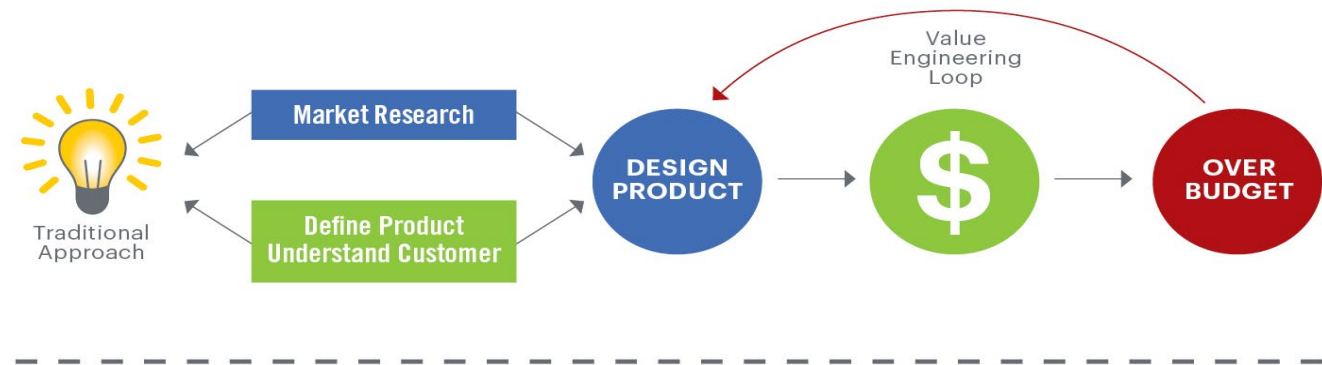 Traditional
Approach
Market Research
Define Product
Understand Customer
DESIGN
PRODUCT
Value
Engineering
Loop
$
OVER
BUDGET